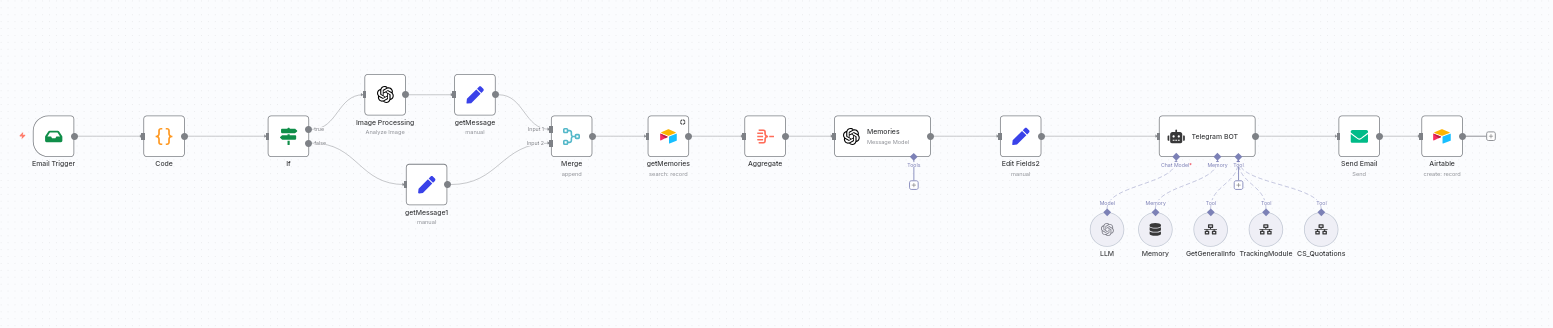 Email Trigger
Code
If
true
false
Image Processing
Analyze Image
getMessage
manual
getMessage1
manual
Input 1
Input 2
Merge
append
getMemories
search: record
Aggregate
Memories
Message Model
Tools
Edit Fields2
manual
Telegram BOT
Chat Model*
Memory
Tool
Send Email
Send
Airtable
create: record
Model
Memory
Tool
Tool
Tool
LLM
Memory
GetGeneralInfo
TrackingModule
CS_Quotations